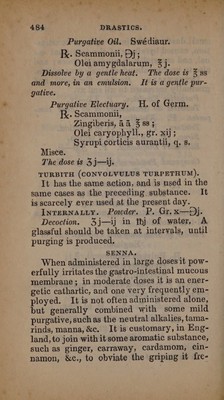 484 DRASTICS.
Purgative Oil. Swédiaur.
℞. Scammonii, ℈j;
Olei amygdalarum, ℥j.
Dissolve by a gentle heat. The dose is ℥ss
and more, in an emulsion. It is a gentle pur-
gative.
Purgative Electuary. H. of Germ.
℞. Scammonii,
Zingiberis, ā ā ℥ss;
Olei caryophyll., gr. xij;
Syrupi corticis aurantii, q. s.
Misce.
The dose is ʒj—ij.
TURBITH (CONVOLVULUS TURPETHUM).
It has the same action, and is used in the
same cases as the preceding substance. It
is scarcely ever used at the present day.
INTERNALLY. Powder. P. Gr. x—℈j.
Decoction. ʒj—ij in ℔j of water. A
glassful should be taken at intervals, until
purging is produced.
SENNA.
When administered in large doses it pow-
erfully irritates the gastro-intestinal mucous
membrane; in moderate doses it is an ener-
getic cathartic, and one very frequently em-
ployed. It is not often administered alone,
but generally combined with some mild
purgative, such as the neutral alkalies, tama-
rinds, manna, &c. It is customary, in Eng-
land, to join with it some aromatic substance,
such as ginger, carraway, cardamom, cin-
namon, &c., to obviate the griping it fre-